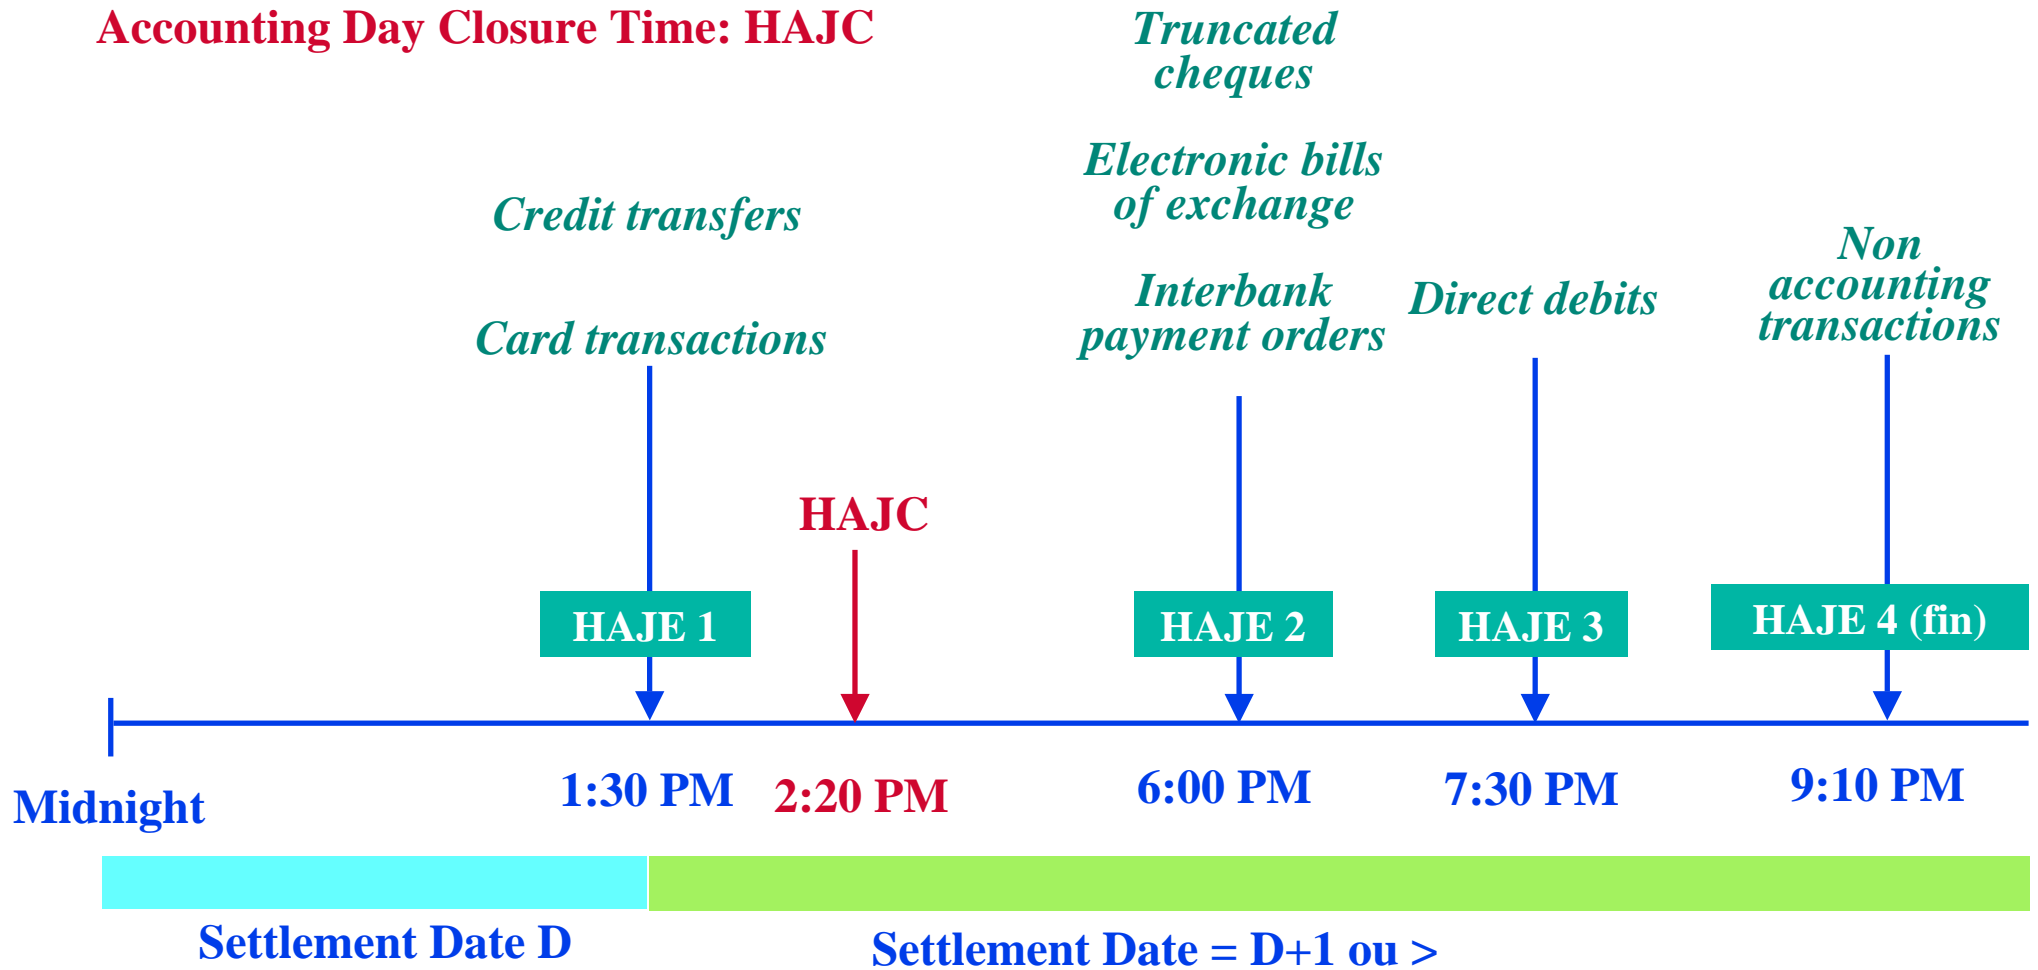 Accounting Day Closure Time: HAJC
Truncated
cheques
Electronic bills
of exchange
Credit transfers
Non
accounting
transactions
Interbank
payment orders
Direct debits
Card transactions
HAJC
HAJE 1
HAJE 2
HAJE 3
HAJE 4 (fin)
Midnight
1:30 PM
2:20 PM
6:00 PM
7:30 PM
9:10 PM
Settlement Date D
Settlement Date = D+1 ou >